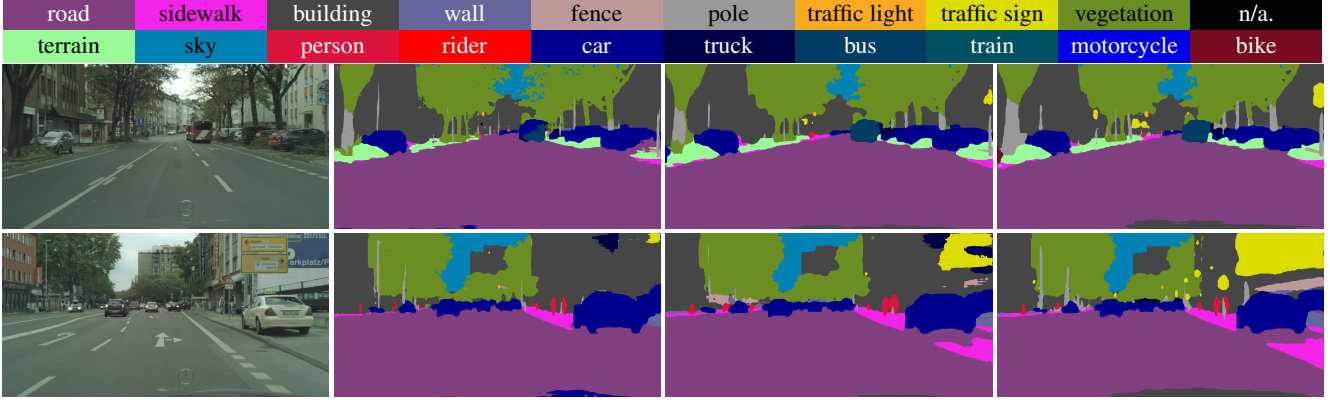 road sidewalk building wall fence pole traffic light traffic sign vegetation n/a.
terrain sky person rider car truck bus train motorcycle bike
arkplatz/P